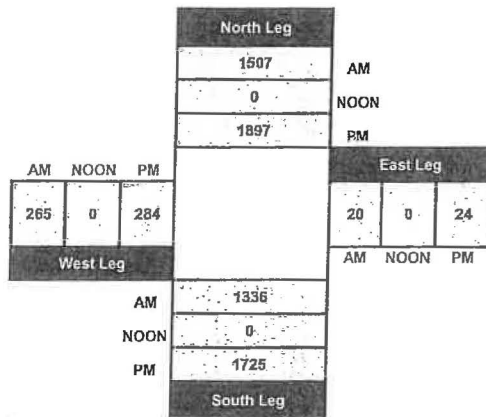 North Leg
1507 AM
0 NOON
1897 PM
AM NOON PM
East Leg
265 0 284
20 0 24
West Leg
AM NOON PM
AM 1336
NOON 0
PM 1725
South Leg